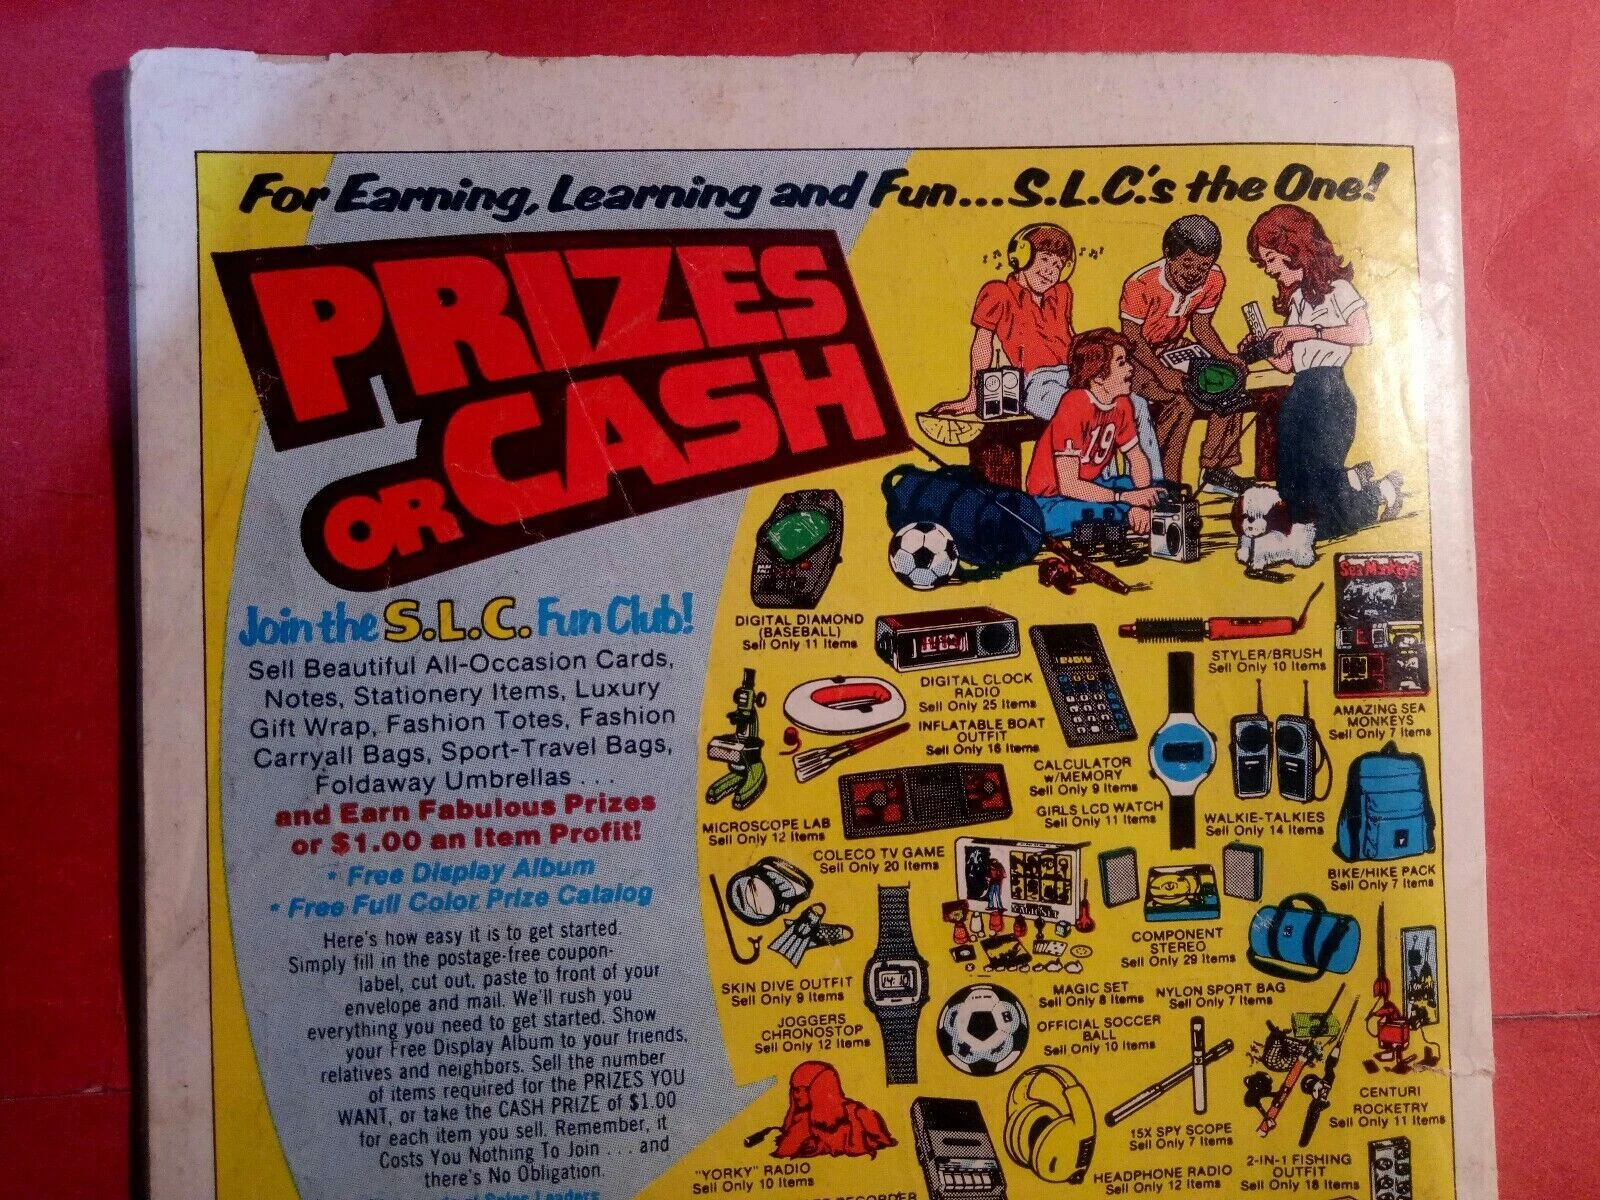 For Earning, Learning and Fun...S.L.C.'s the One!
PRIZES
OR CASH
Join the S.L.C. Fun Club!
Sell Beautiful All-Occasion Cards,
Notes, Stationery Items, Luxury
Gift Wrap, Fashion Totes, Fashion
Carryall Bags, Sport-Travel Bags,
Foldaway Umbrellas . . .
and Earn Fabulous Prizes
or $1.00 an Item Profit!
• Free Display Album
• Free Full Color Prize Catalog
Here's how easy it is to get started.
Simply fill in the postage-free coupon-
label, cut out, paste to front of your
envelope and mail. We'll rush you
everything you need to get started. Show
your Free Display Album to your friends,
relatives and neighbors. Sell the number
of items required for the PRIZES YOU
WANT, or take the CASH PRIZE of $1.00
for each item you sell. Remember, it
Costs You Nothing To Join . . . and
there's No Obligation.
Sales Leaders
19
DIGITAL DIAMOND
(BASEBALL)
Sell Only 11 Items
DIGITAL CLOCK
RADIO
Sell Only 25 Items
STYLER/BRUSH
Sell Only 10 Items
Sea Monkeys
AMAZING SEA
MONKEYS
Sell Only 7 Items
INFLATABLE BOAT
OUTFIT
Sell Only 16 Items
CALCULATOR
w/MEMORY
Sell Only 9 Items
GIRLS LCD WATCH
Sell Only 11 Items
WALKIE-TALKIES
Sell Only 14 Items
MICROSCOPE LAB
Sell Only 12 Items
COLECO TV GAME
Sell Only 20 Items
BIKE/HIKE PACK
Sell Only 7 Items
COMPONENT
STEREO
Sell Only 29 Items
SKIN DIVE OUTFIT
Sell Only 9 Items
MAGIC SET
Sell Only 8 Items
NYLON SPORT BAG
Sell Only 7 Items
JOGGERS
CHRONOSTOP
Sell Only 12 Items
OFFICIAL SOCCER
BALL
Sell Only 10 Items
CENTURI
ROCKETRY
Sell Only 11 Items
15X SPY SCOPE
Sell Only 7 Items
"YORKY" RADIO
Sell Only 10 Items
HEADPHONE RADIO
Sell Only 12 Items
2-IN-1 FISHING
OUTFIT
Sell Only 18 Items
RECORDER